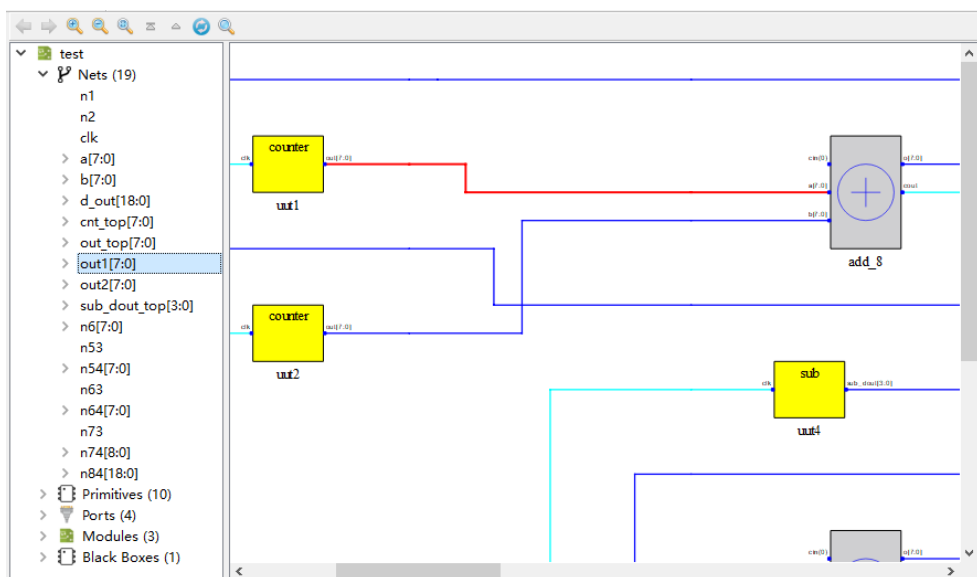 test
Nets (19)
n1
n2
clk
a[7:0]
b[7:0]
d_out[18:0]
cnt_top[7:0]
out_top[7:0]
out1[7:0]
out2[7:0]
sub_dout_top[3:0]
n6[7:0]
n53
n54[7:0]
n63
n64[7:0]
n73
n74[8:0]
n84[18:0]
Primitives (10)
Ports (4)
Modules (3)
Black Boxes (1)
counter
clk
out[7:0]
uut1
cin(0)
a[7:0]
b[7:0]
o[7:0]
cout
add_8
counter
clk
out[7:0]
uut2
sub
clk
sub_dout[3:0]
uut4
cin(0)
o[7:0]